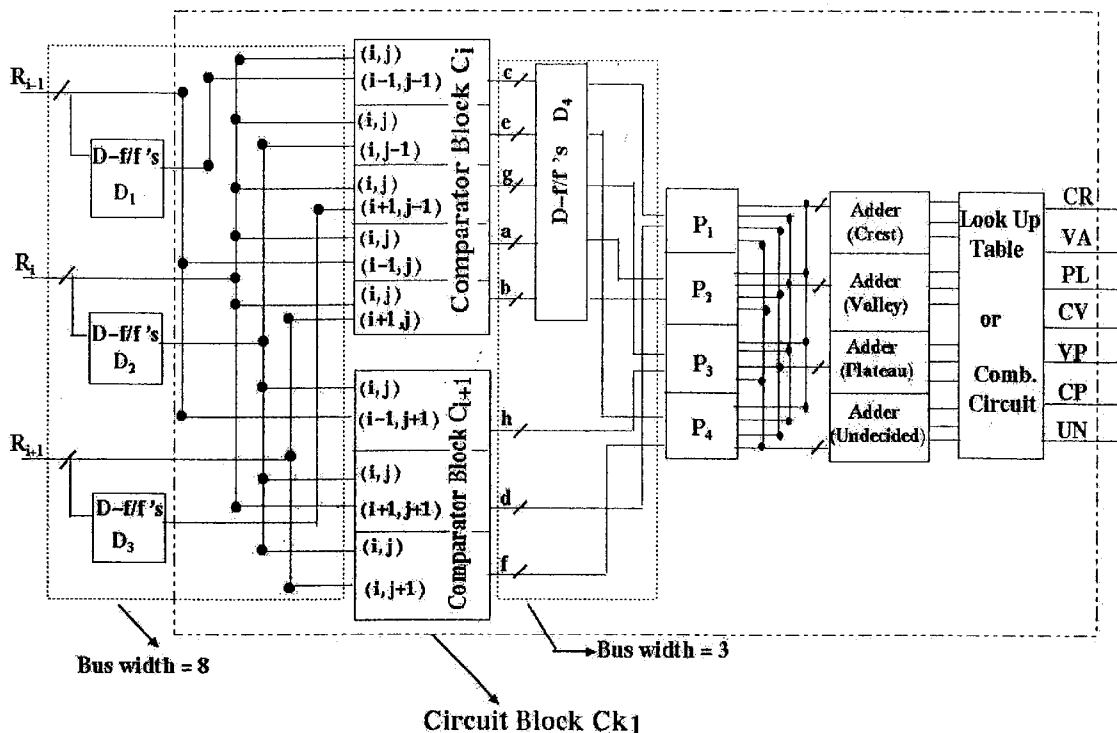 R i-1
D-f/f's
D1
Ri
D-f/f's
D2
R i+1
D-f/f's
D3
Bus width = 8
(i,j)
(i-1,j-1)
(i,j)
(i,j-1)
(i,j)
(i+1,j-1)
(i,j)
(i-1,j)
(i,j)
(i+1,j)
Comparator Block Ci
(i,j)
(i-1,j+1)
(i,j)
(i+1,j+1)
(i,j)
(i,j+1)
Comparator Block Ci+1
c
e
g
a
b
h
d
f
D-f/f's D4
Bus width = 3
P1
P2
P3
P4
Adder
(Crest)
Adder
(Valley)
Adder
(Plateau)
Adder
(Undecided)
Look Up
Table
or
Comb.
Circuit
CR
VA
PL
CV
VP
CP
UN
Circuit Block Ck1